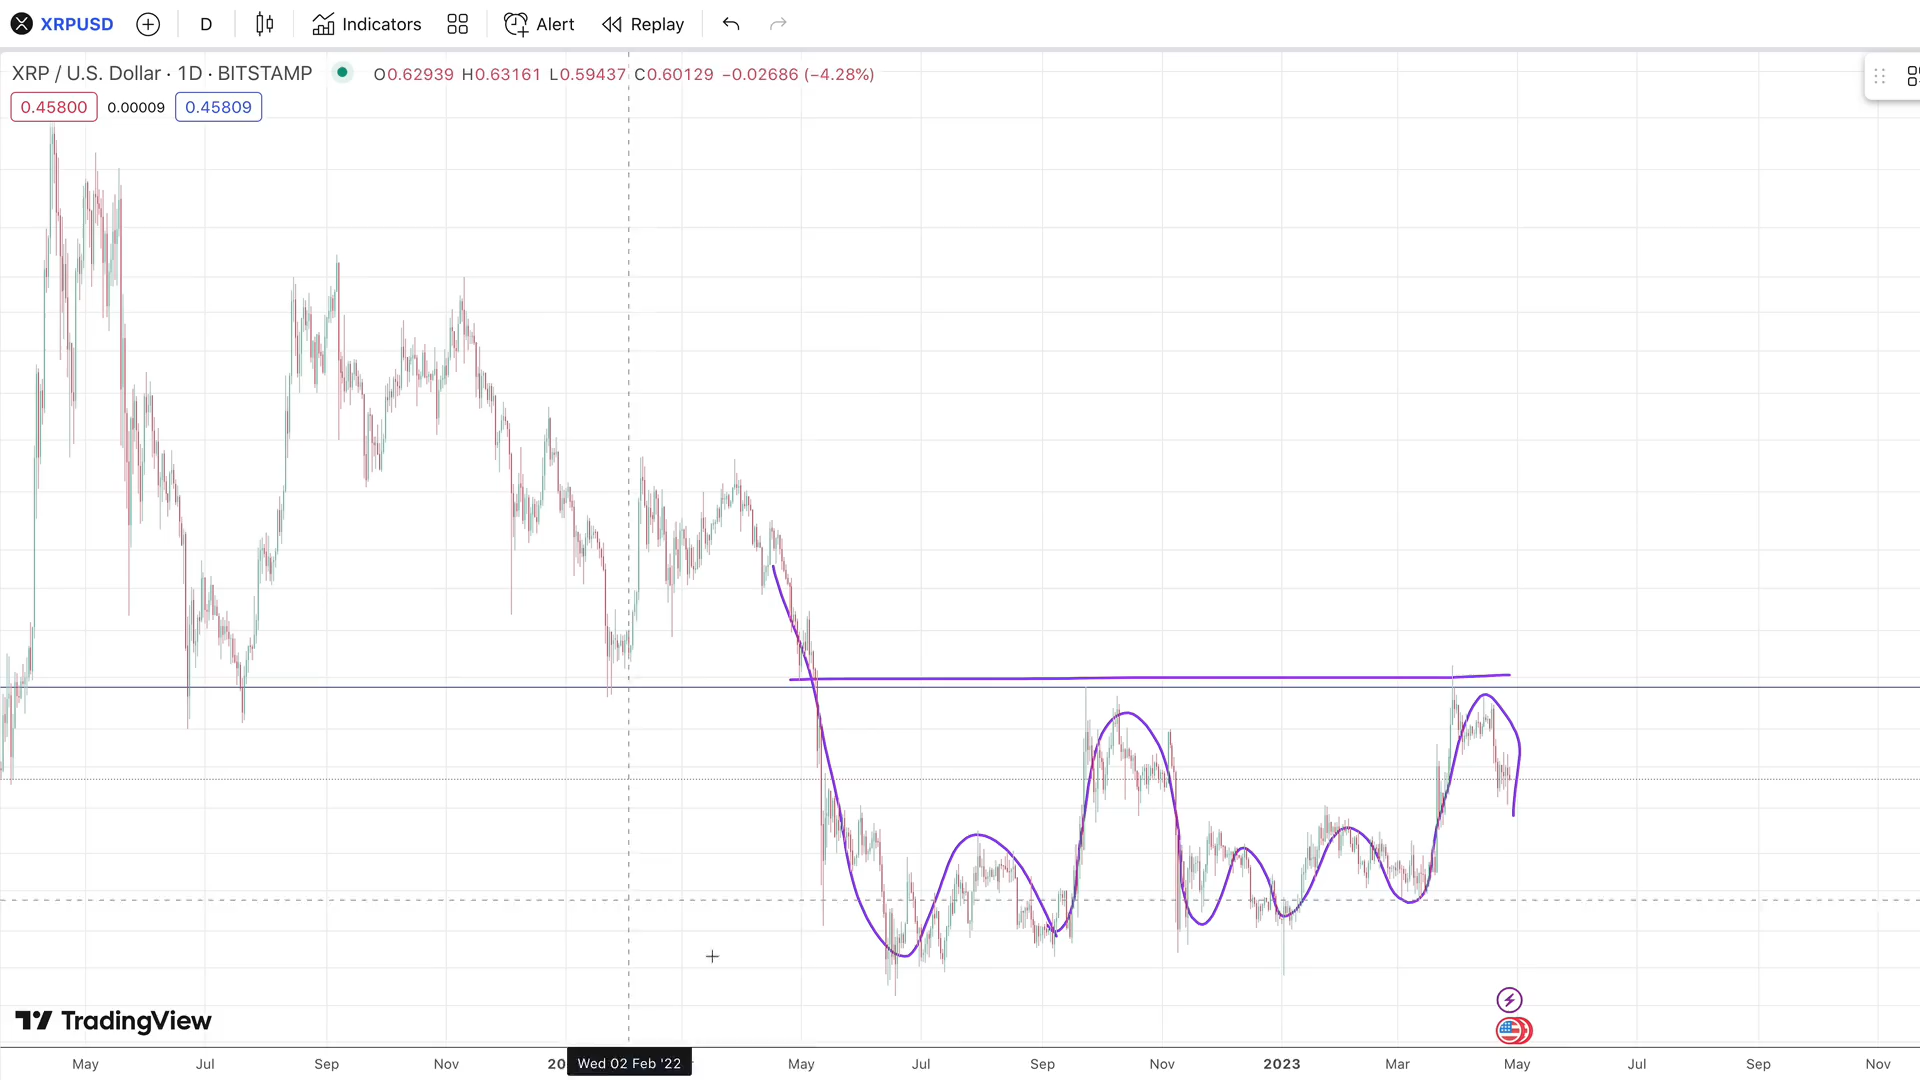 XRPUSD D Indicators Alert Replay
XRP / U.S. Dollar · 1D · BITSTAMP O0.62939 H0.63161 L0.59437 C0.60129 −0.02686 (−4.28%)
0.45800 0.00009 0.45809
TradingView
May Jul Sep Nov 20 Wed 02 Feb '22 May Jul Sep Nov 2023 Mar May Jul Sep Nov